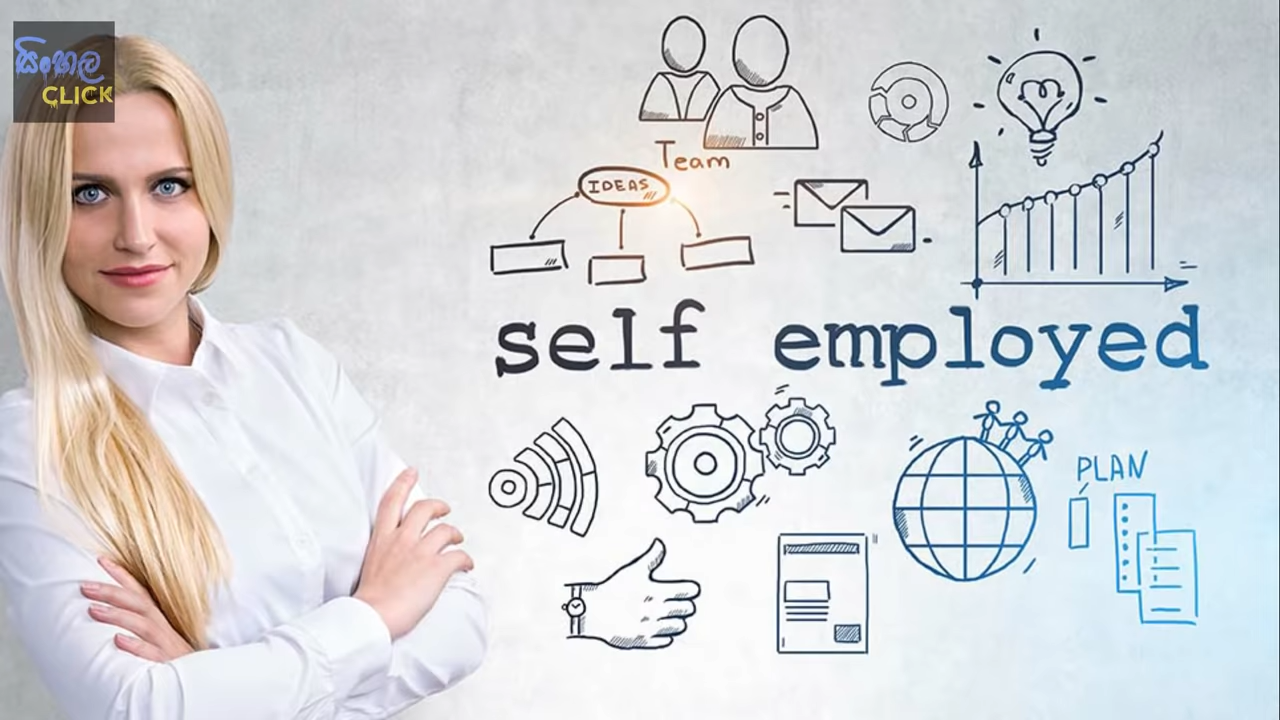 සිංහල
CLICK
Team
IDEAS
self employed
PLAN